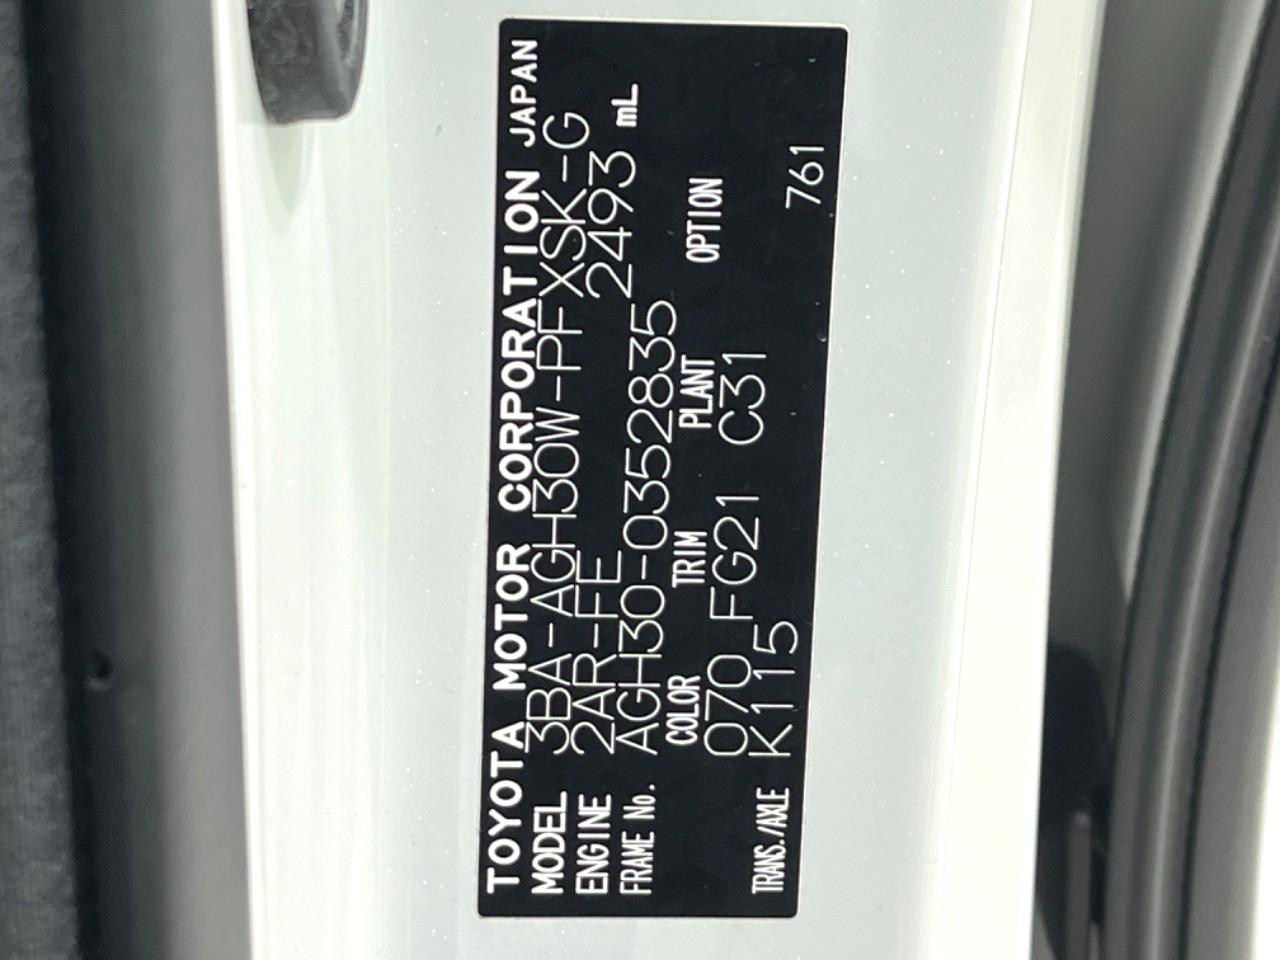 TOYOTA MOTOR CORPORATION JAPAN
MODEL 3BA-AGH30W-PFXSK-G
ENGINE 2AR-FE 2493 mL
FRAME No. AGH30-0352835
COLOR TRIM PLANT OPTION
070 FG21 C31
TRANS./AXLE K115 761